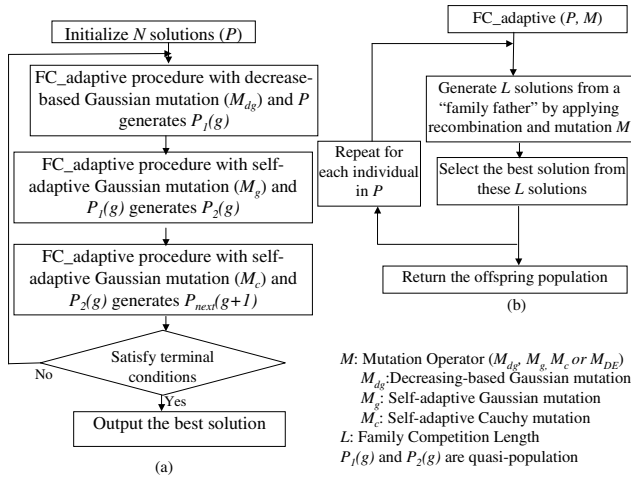 Initialize N solutions (P)
FC_adaptive procedure with decrease-
based Gaussian mutation (Mdg) and P
generates P1(g)
FC_adaptive procedure with self-
adaptive Gaussian mutation (Mg) and
P1(g) generates P2(g)
FC_adaptive procedure with self-
adaptive Gaussian mutation (Mc) and
P2(g) generates Pnext(g+1)
Satisfy terminal
conditions
No
Yes
Output the best solution
(a)
FC_adaptive (P, M)
Generate L solutions from a
“family father” by applying
recombination and mutation M
Repeat for
each individual
in P
Select the best solution from
these L solutions
Return the offspring population
(b)
M: Mutation Operator (Mdg, Mg, Mc or MDE)
Mdg:Decreasing-based Gaussian mutation
Mg: Self-adaptive Gaussian mutation
Mc: Self-adaptive Cauchy mutation
L: Family Competition Length
P1(g) and P2(g) are quasi-population